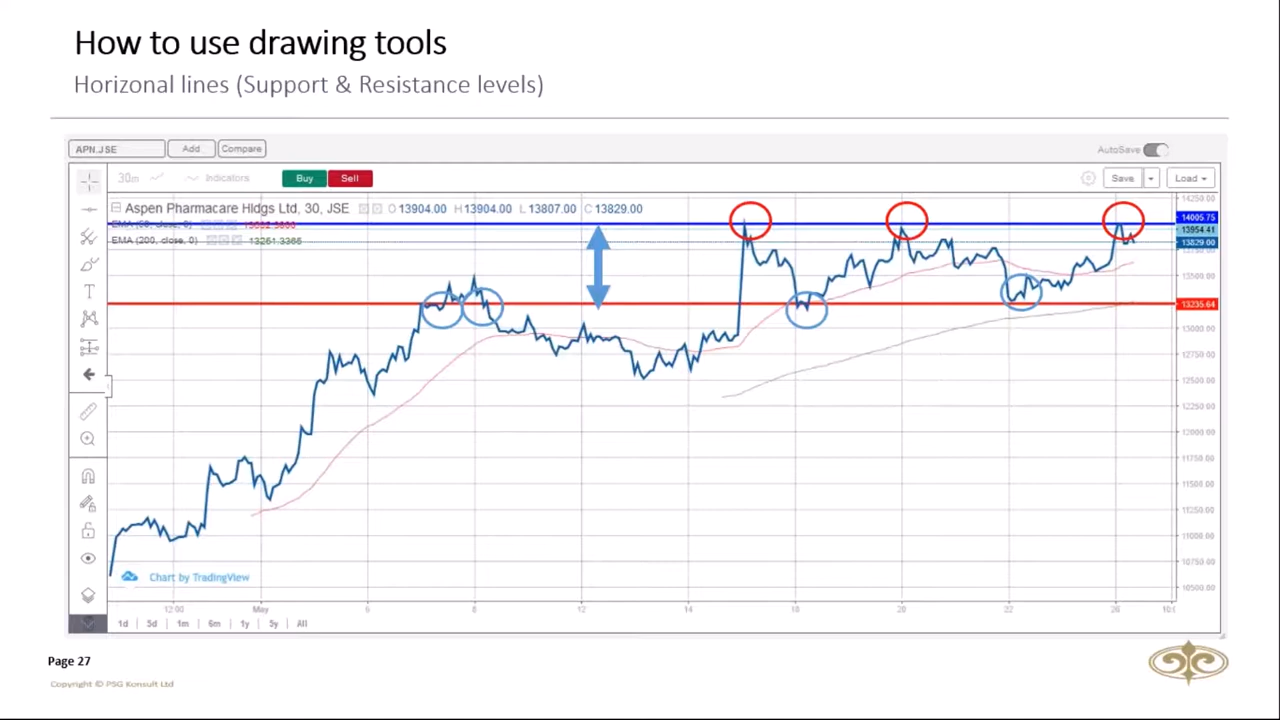 How to use drawing tools
Horizonal lines (Support & Resistance levels)
APN.JSE Add Compare AutoSave
30m Indicators Buy Sell Save Load
Aspen Pharmacare Hldgs Ltd, 30, JSE O 13904.00 H 13904.00 L 13807.00 C 13829.00
EMA (200, close, 0) 13251.3365
14250.00
14005.75
13954.41
13829.00
13750.00
13500.00
13235.64
13000.00
12750.00
12500.00
12250.00
12000.00
11750.00
11500.00
11250.00
11000.00
10750.00
10500.00
Chart by TradingView
12:00 May 6 8 12 14 18 20 22 26
1d 5d 1m 6m 1y 5y All
Page 27
Copyright © PSG Konsult Ltd